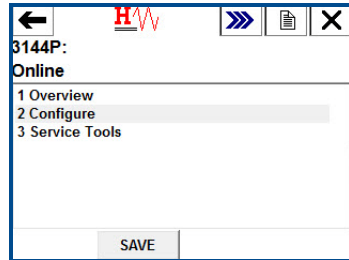 H
3144P:
Online
1 Overview
2 Configure
3 Service Tools
SAVE